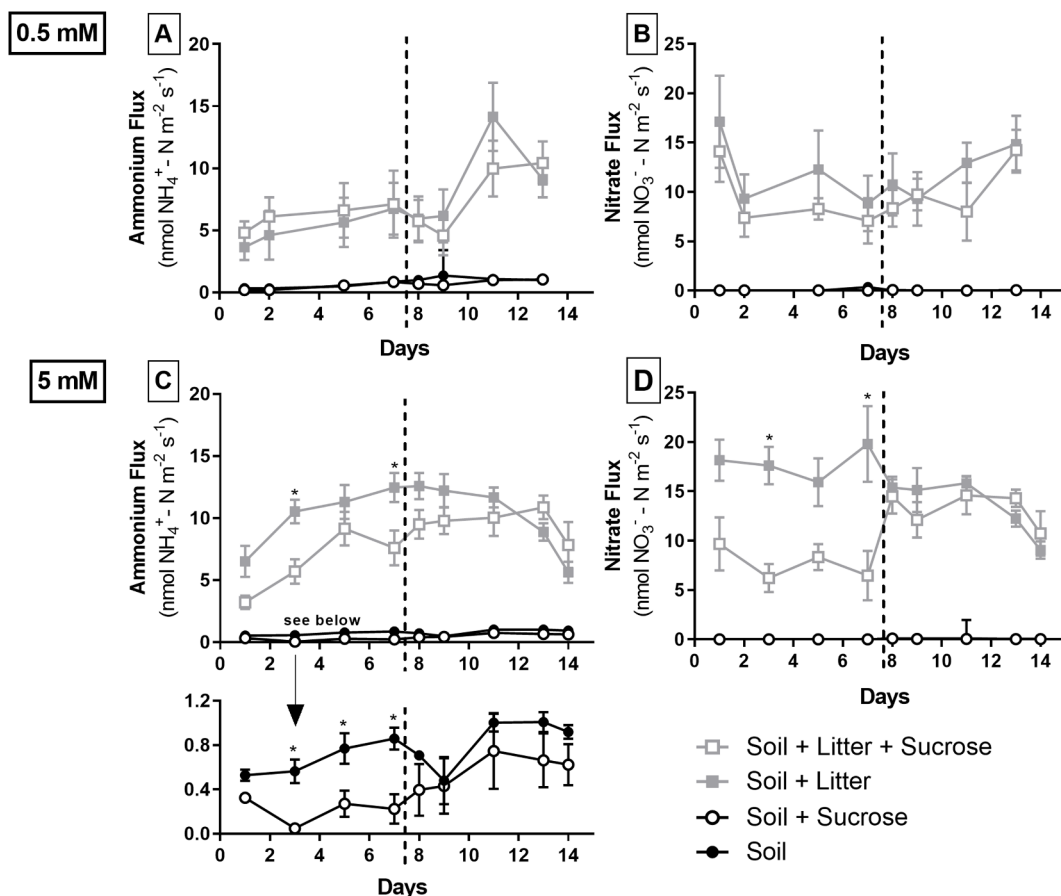 0.5 mM
A
B
Ammonium Flux
(nmol NH4+ - N m-2 s-1)
20
15
10
5
0
0 2 4 6 8 10 12 14
Days
Nitrate Flux
(nmol NO3- - N m-2 s-1)
25
20
15
10
5
0
0 2 4 6 8 10 12 14
Days
5 mM
C
D
Ammonium Flux
(nmol NH4+ - N m-2 s-1)
20
15
10
5
0
* *
see below
0 2 4 6 8 10 12 14
Nitrate Flux
(nmol NO3- - N m-2 s-1)
25
20
15
10
5
0
* *
0 2 4 6 8 10 12 14
Days
1.2
0.8
0.4
0.0
* * *
0 2 4 6 8 10 12 14
Days
Soil + Litter + Sucrose
Soil + Litter
Soil + Sucrose
Soil